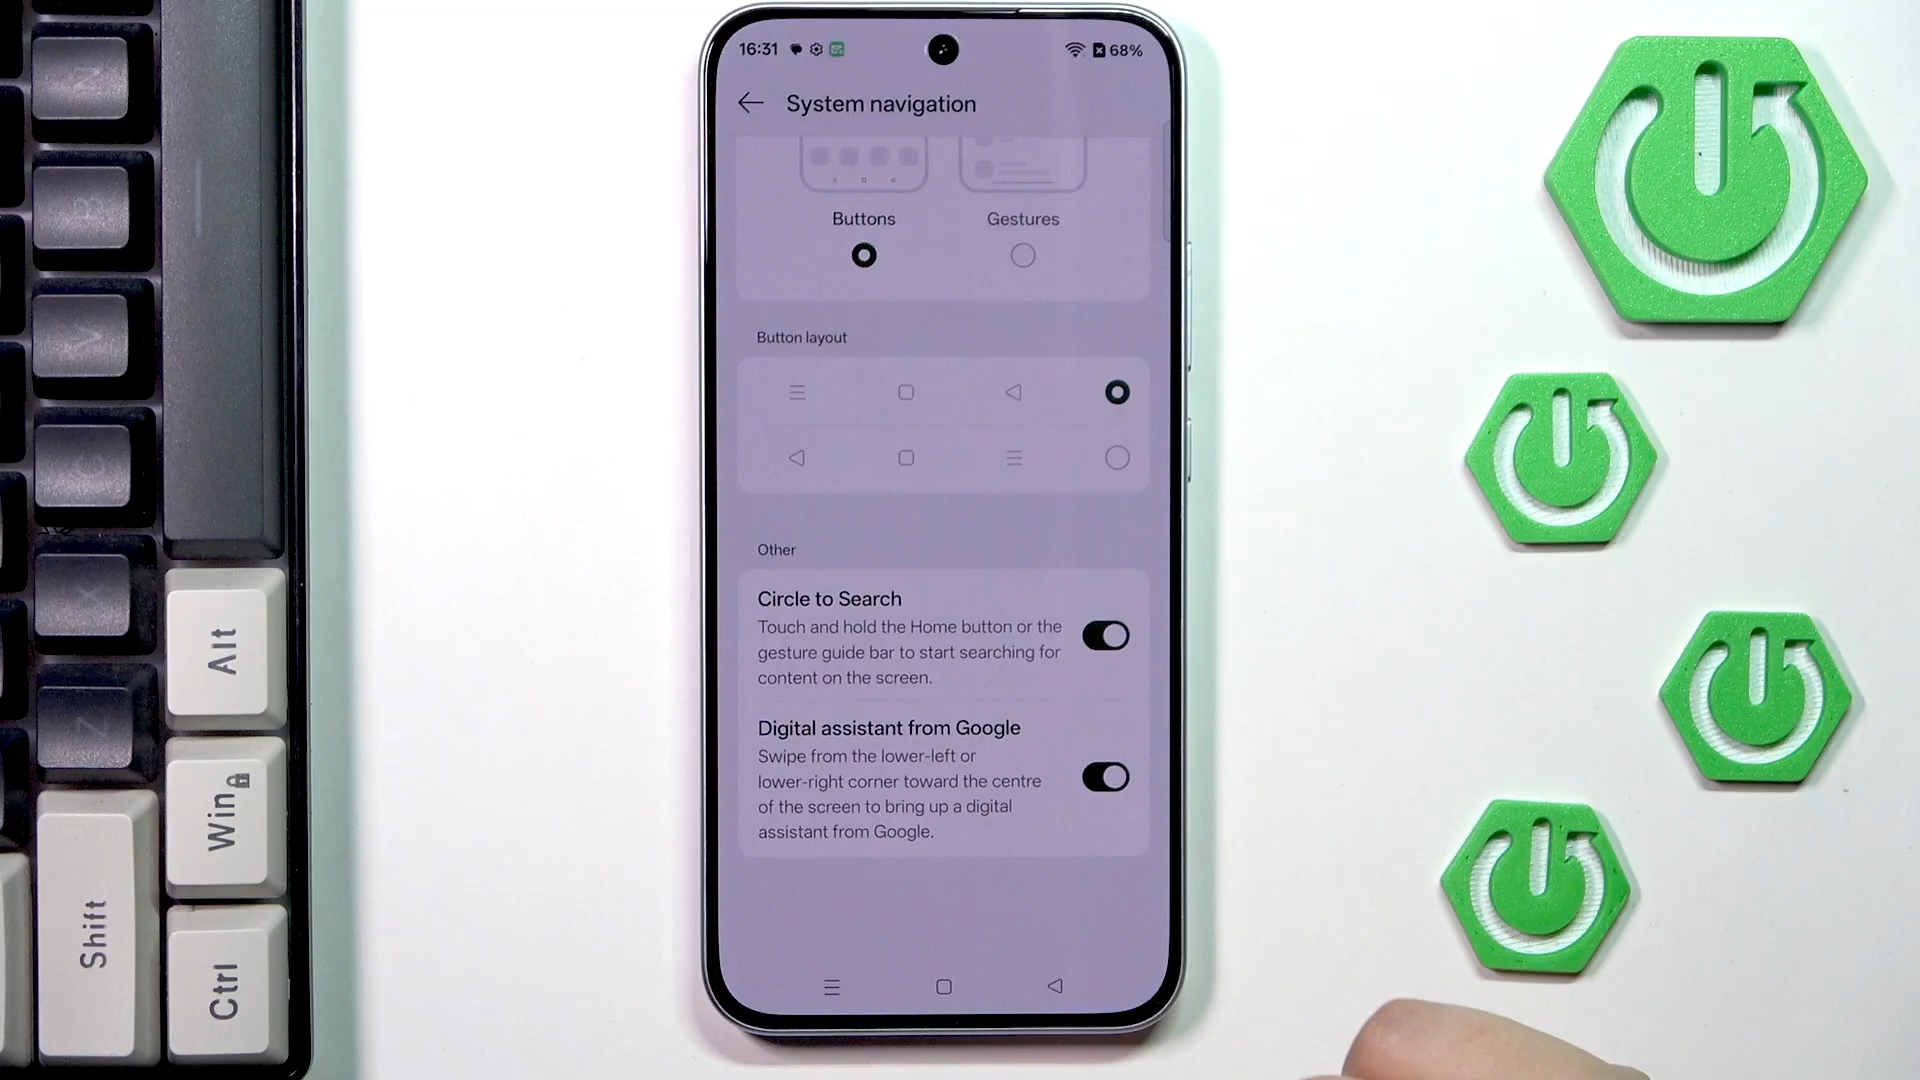 16:31
68%
System navigation
Buttons
Gestures
Button layout
Other
Circle to Search
Touch and hold the Home button or the
gesture guide bar to start searching for
content on the screen.
Digital assistant from Google
Swipe from the lower-left or
lower-right corner toward the centre
of the screen to bring up a digital
assistant from Google.
N
B
V
C
X
Z
Alt
Win
Shift
Ctrl